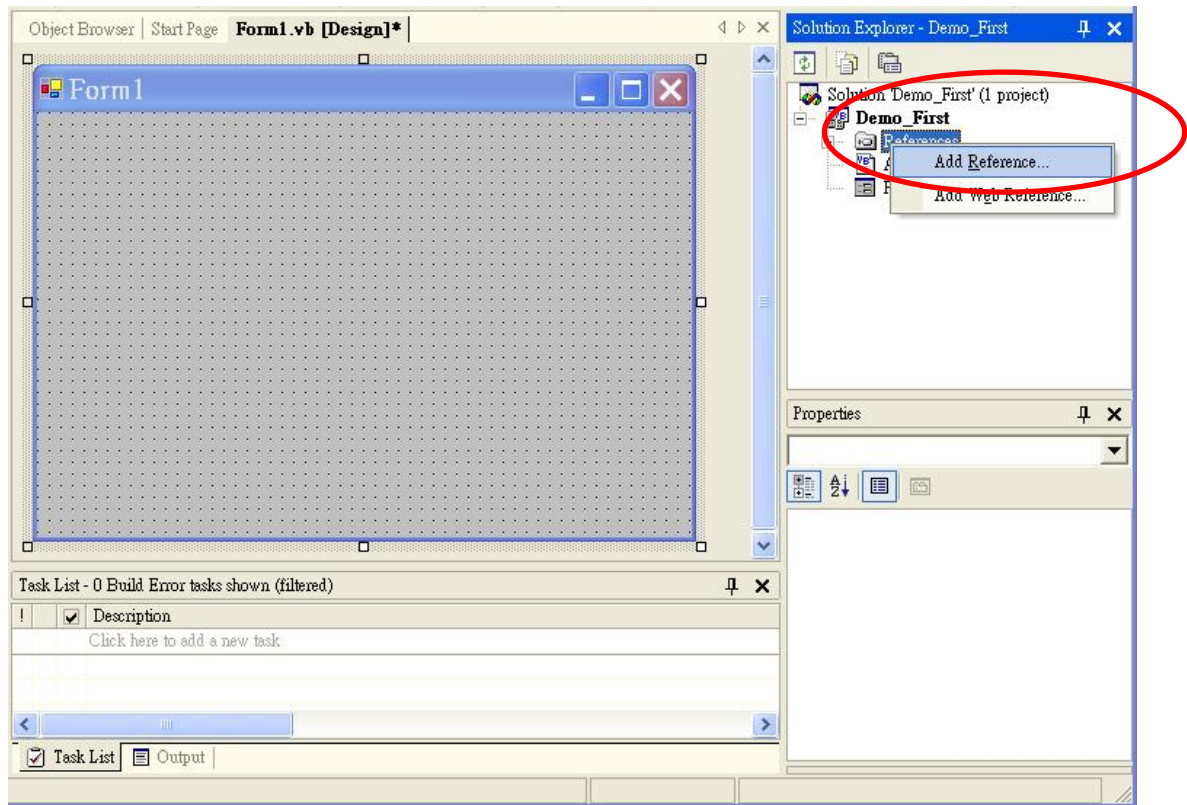 Object Browser | Start Page Form1.vb [Design]*
Form1
Solution Explorer - Demo_First
Solution 'Demo_First' (1 project)
Demo_First
References
Add Reference...
Add Web Reference...
Properties
Task List - 0 Build Error tasks shown (filtered)
! Description
Click here to add a new task
Task List Output